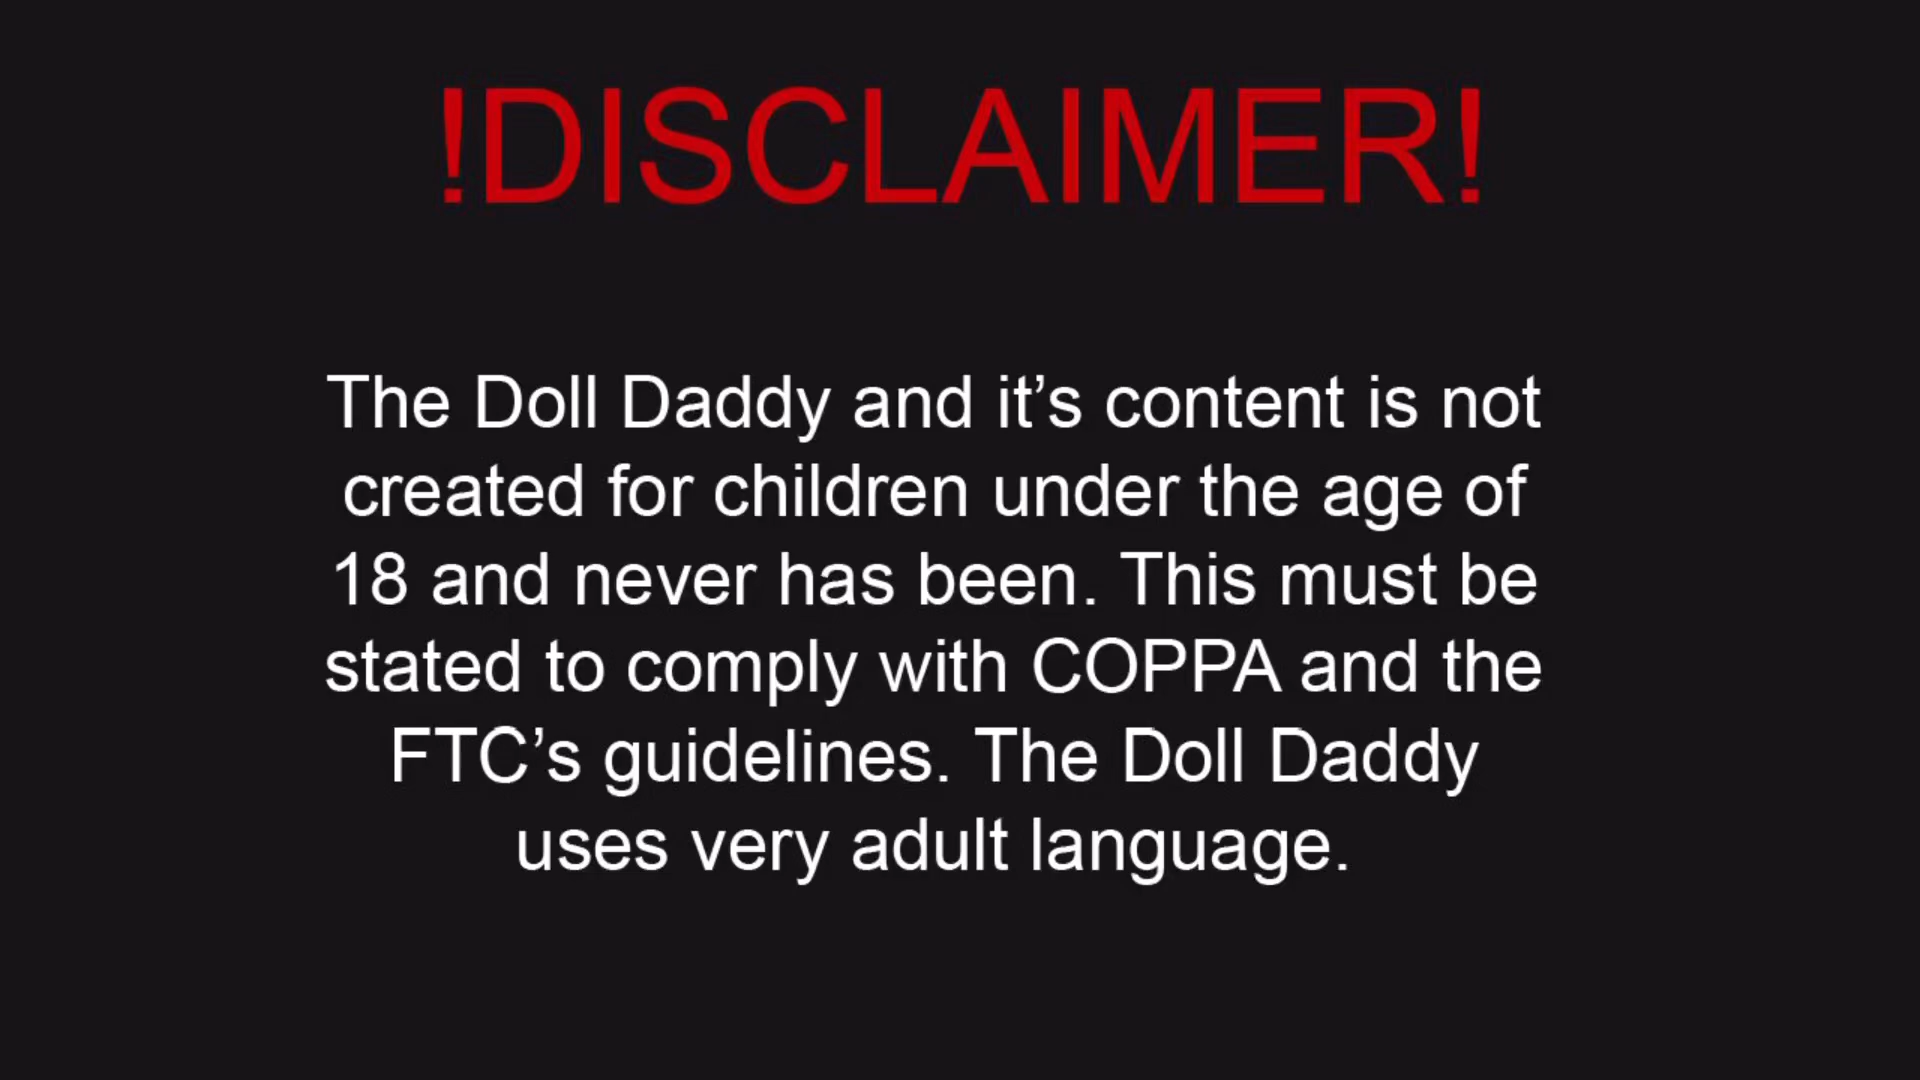 !DISCLAIMER!
The Doll Daddy and it’s content is not
created for children under the age of
18 and never has been. This must be
stated to comply with COPPA and the
FTC’s guidelines. The Doll Daddy
uses very adult language.